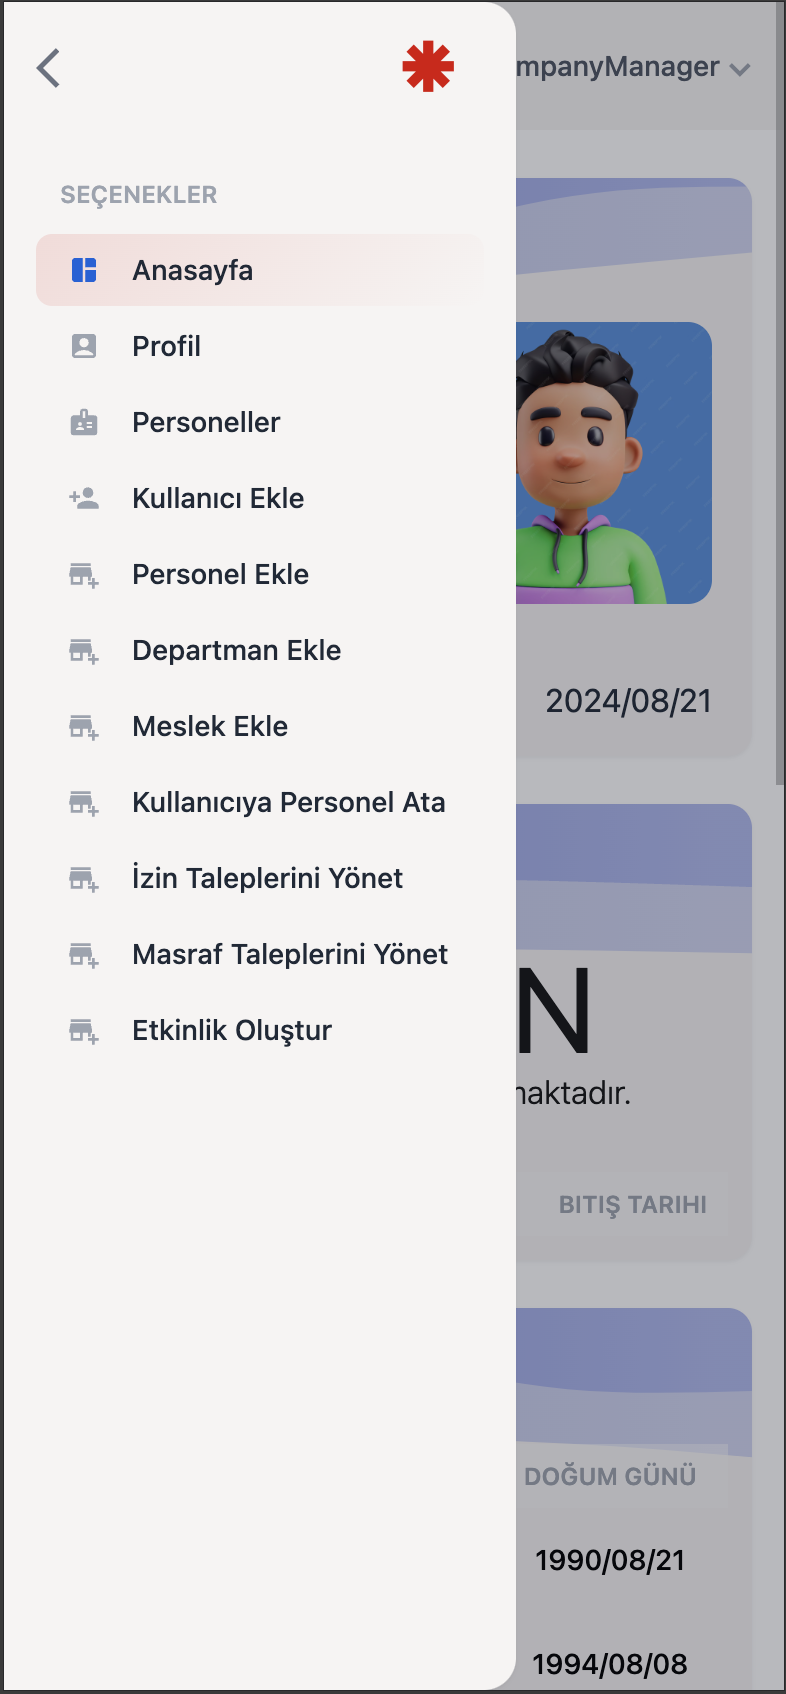 mpanyManager
SEÇENEKLER
Anasayfa
Profil
Personeller
Kullanıcı Ekle
Personel Ekle
Departman Ekle
Meslek Ekle
Kullanıcıya Personel Ata
İzin Taleplerini Yönet
Masraf Taleplerini Yönet
Etkinlik Oluştur
2024/08/21
N
maktadır.
BITIŞ TARIHI
DOĞUM GÜNÜ
1990/08/21
1994/08/08